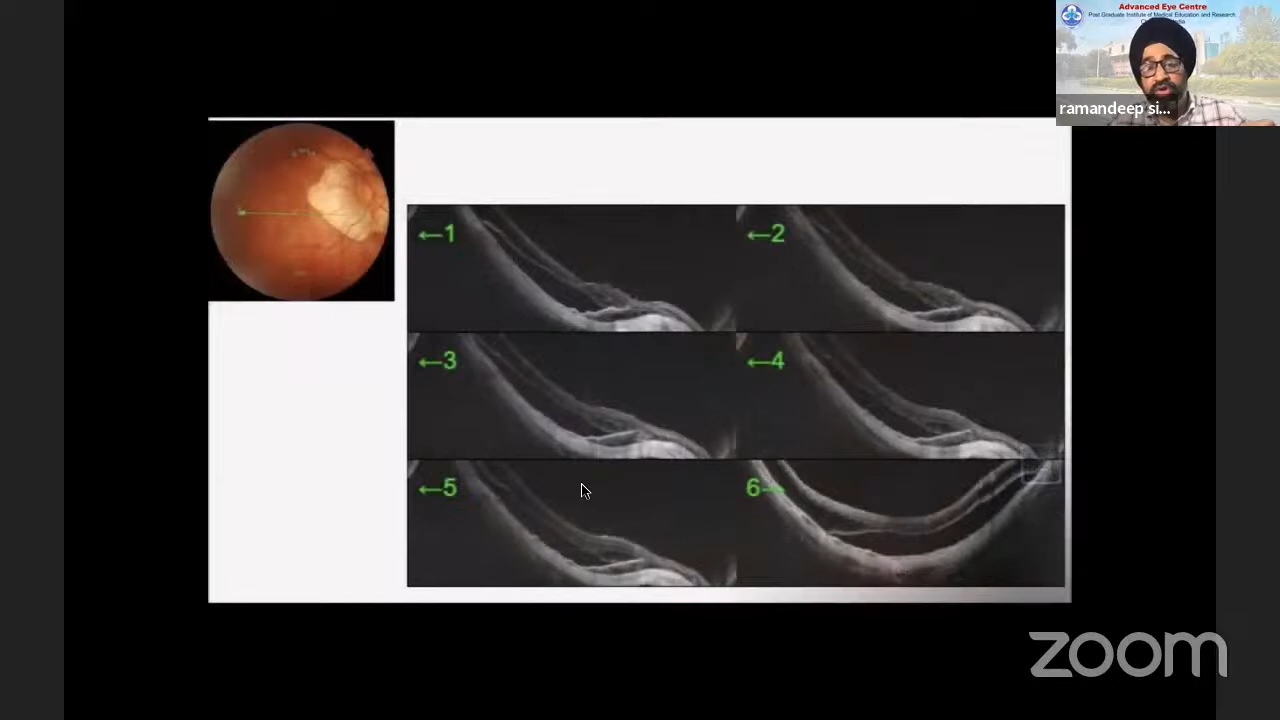 Advanced Eye Centre
Post Graduate Institute of Medical Education and Research
ramandeep si...
←1
←2
←3
←4
←5
6→
zoom